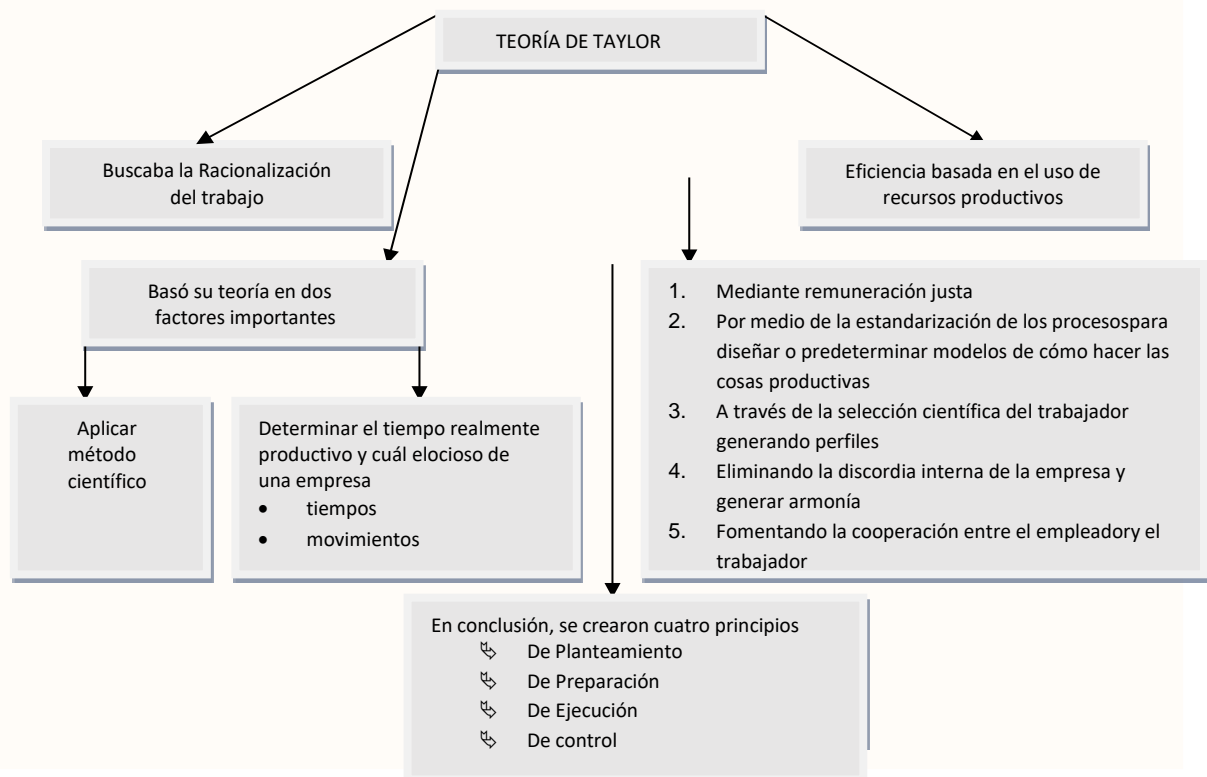 TEORÍA DE TAYLOR
Buscaba la Racionalización
del trabajo
Eficiencia basada en el uso de
recursos productivos
Basó su teoría en dos
factores importantes
1. Mediante remuneración justa
2. Por medio de la estandarización de los procesospara
diseñar o predeterminar modelos de cómo hacer las
cosas productivas
3. A través de la selección científica del trabajador
generando perfiles
4. Eliminando la discordia interna de la empresa y
generar armonía
5. Fomentando la cooperación entre el empleadory el
trabajador
Aplicar
método
científico
Determinar el tiempo realmente
productivo y cuál elocioso de
una empresa
• tiempos
• movimientos
En conclusión, se crearon cuatro principios
De Planteamiento
De Preparación
De Ejecución
De control